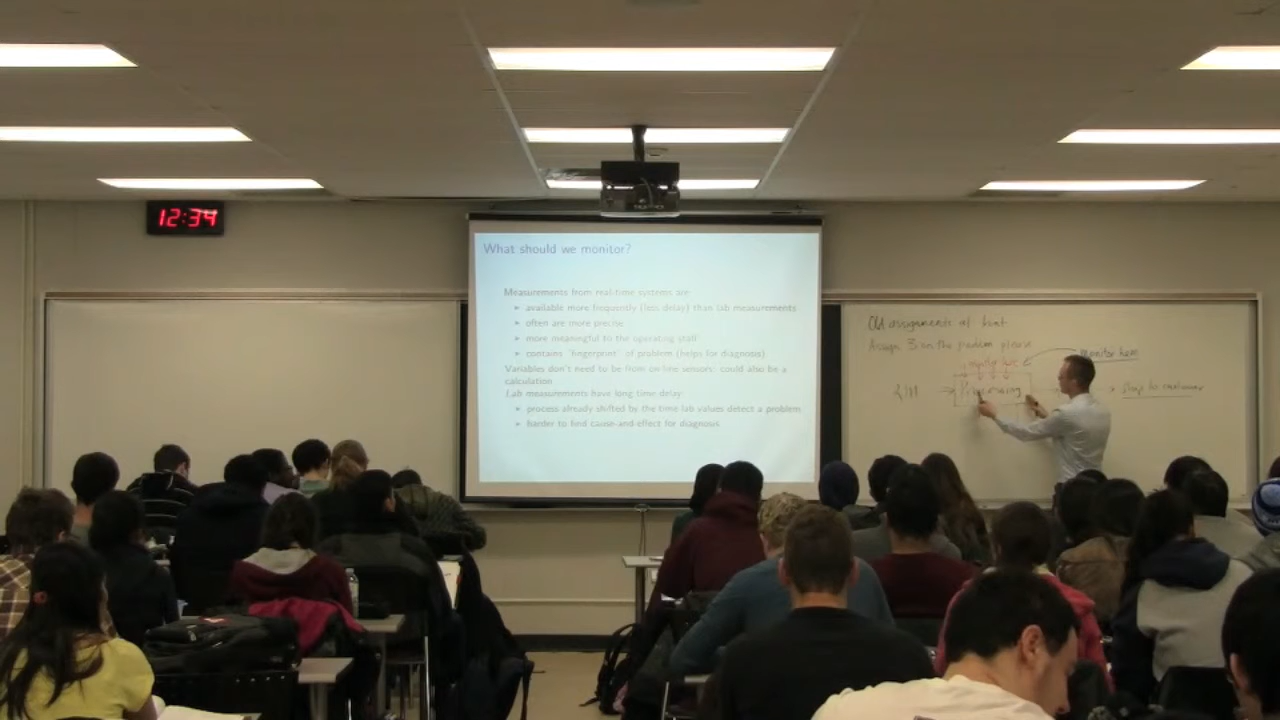 12:34
What should we monitor?
Measurements from real-time systems are
► available more frequently (less delay) than lab measurements
► often are more precise
► more meaningful to the operating staff
► contains "fingerprint" of problem (helps for diagnosis)
Variables don't need to be from on-line sensors: could also be a
calculation
Lab measurements have long time delay
► process already shifted by the time lab values detect a problem
► harder to find cause-and-effect for diagnosis
assignments at front
Assign 3 on the problem please
Monitor here
R/M
Processing
Ships to customer